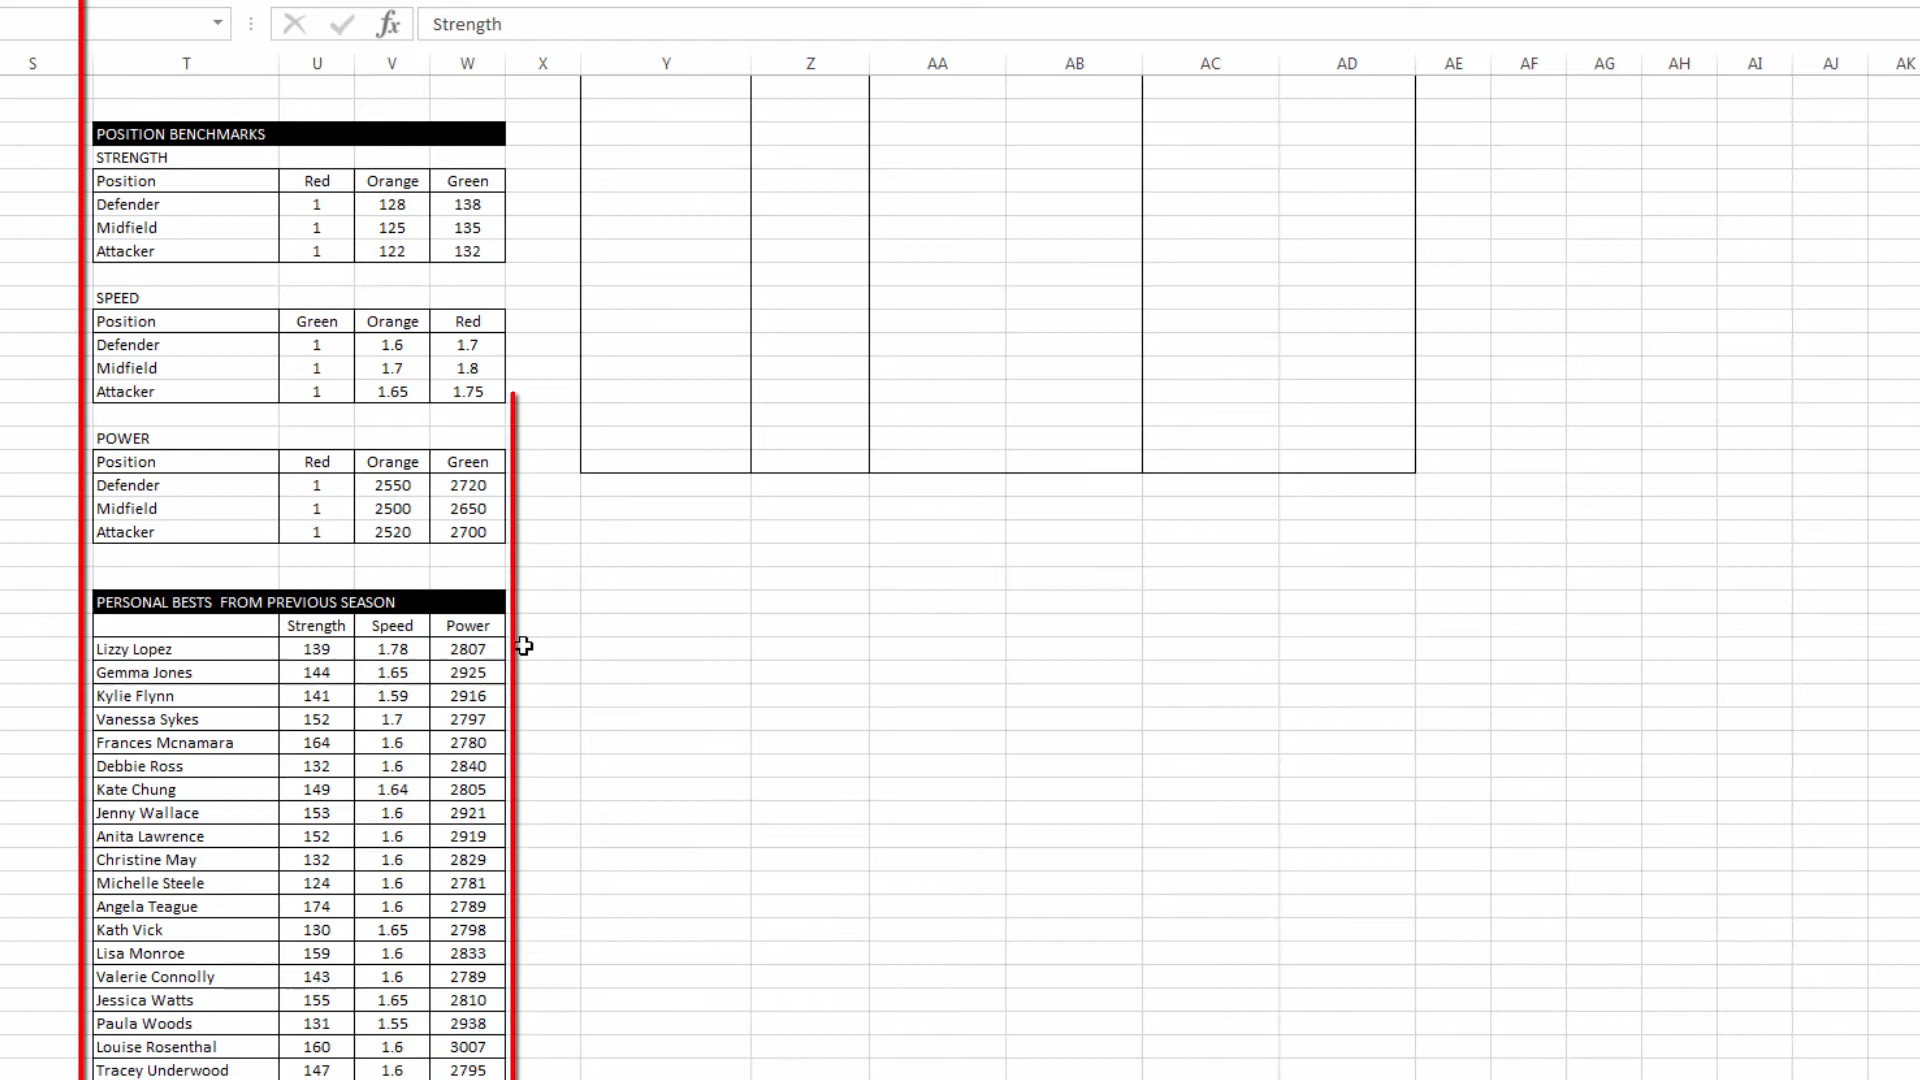 fx Strength
S T U V W X Y Z AA AB AC AD AE AF AG AH AI AJ AK
POSITION BENCHMARKS
STRENGTH
Position Red Orange Green
Defender 1 128 138
Midfield 1 125 135
Attacker 1 122 132
SPEED
Position Green Orange Red
Defender 1 1.6 1.7
Midfield 1 1.7 1.8
Attacker 1 1.65 1.75
POWER
Position Red Orange Green
Defender 1 2550 2720
Midfield 1 2500 2650
Attacker 1 2520 2700
PERSONAL BESTS FROM PREVIOUS SEASON
Strength Speed Power
Lizzy Lopez 139 1.78 2807
Gemma Jones 144 1.65 2925
Kylie Flynn 141 1.59 2916
Vanessa Sykes 152 1.7 2797
Frances Mcnamara 164 1.6 2780
Debbie Ross 132 1.6 2840
Kate Chung 149 1.64 2805
Jenny Wallace 153 1.6 2921
Anita Lawrence 152 1.6 2919
Christine May 132 1.6 2829
Michelle Steele 124 1.6 2781
Angela Teague 174 1.6 2789
Kath Vick 130 1.65 2798
Lisa Monroe 159 1.6 2833
Valerie Connolly 143 1.6 2789
Jessica Watts 155 1.65 2810
Paula Woods 131 1.55 2938
Louise Rosenthal 160 1.6 3007
Tracey Underwood 147 1.6 2795